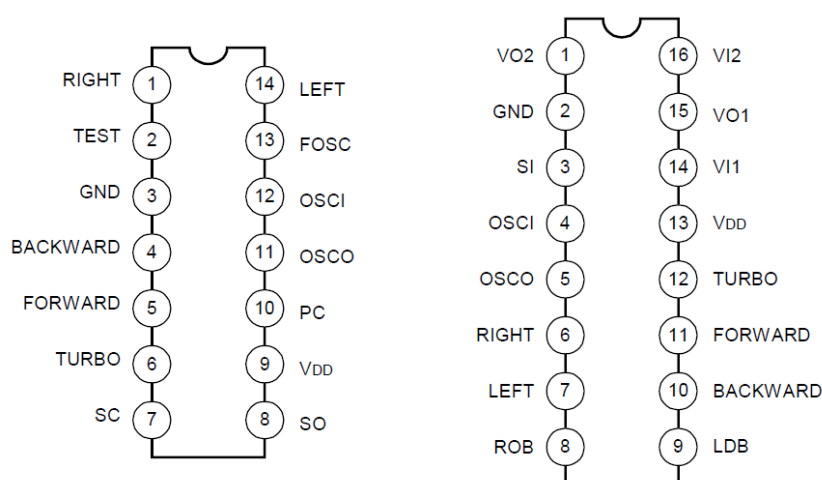 RIGHT 1 14 LEFT
TEST 2 13 FOSC
GND 3 12 OSCI
BACKWARD 4 11 OSCO
FORWARD 5 10 PC
TURBO 6 9 VDD
SC 7 8 SO
VO2 1 16 VI2
GND 2 15 VO1
SI 3 14 VI1
OSCI 4 13 VDD
OSCO 5 12 TURBO
RIGHT 6 11 FORWARD
LEFT 7 10 BACKWARD
ROB 8 9 LDB